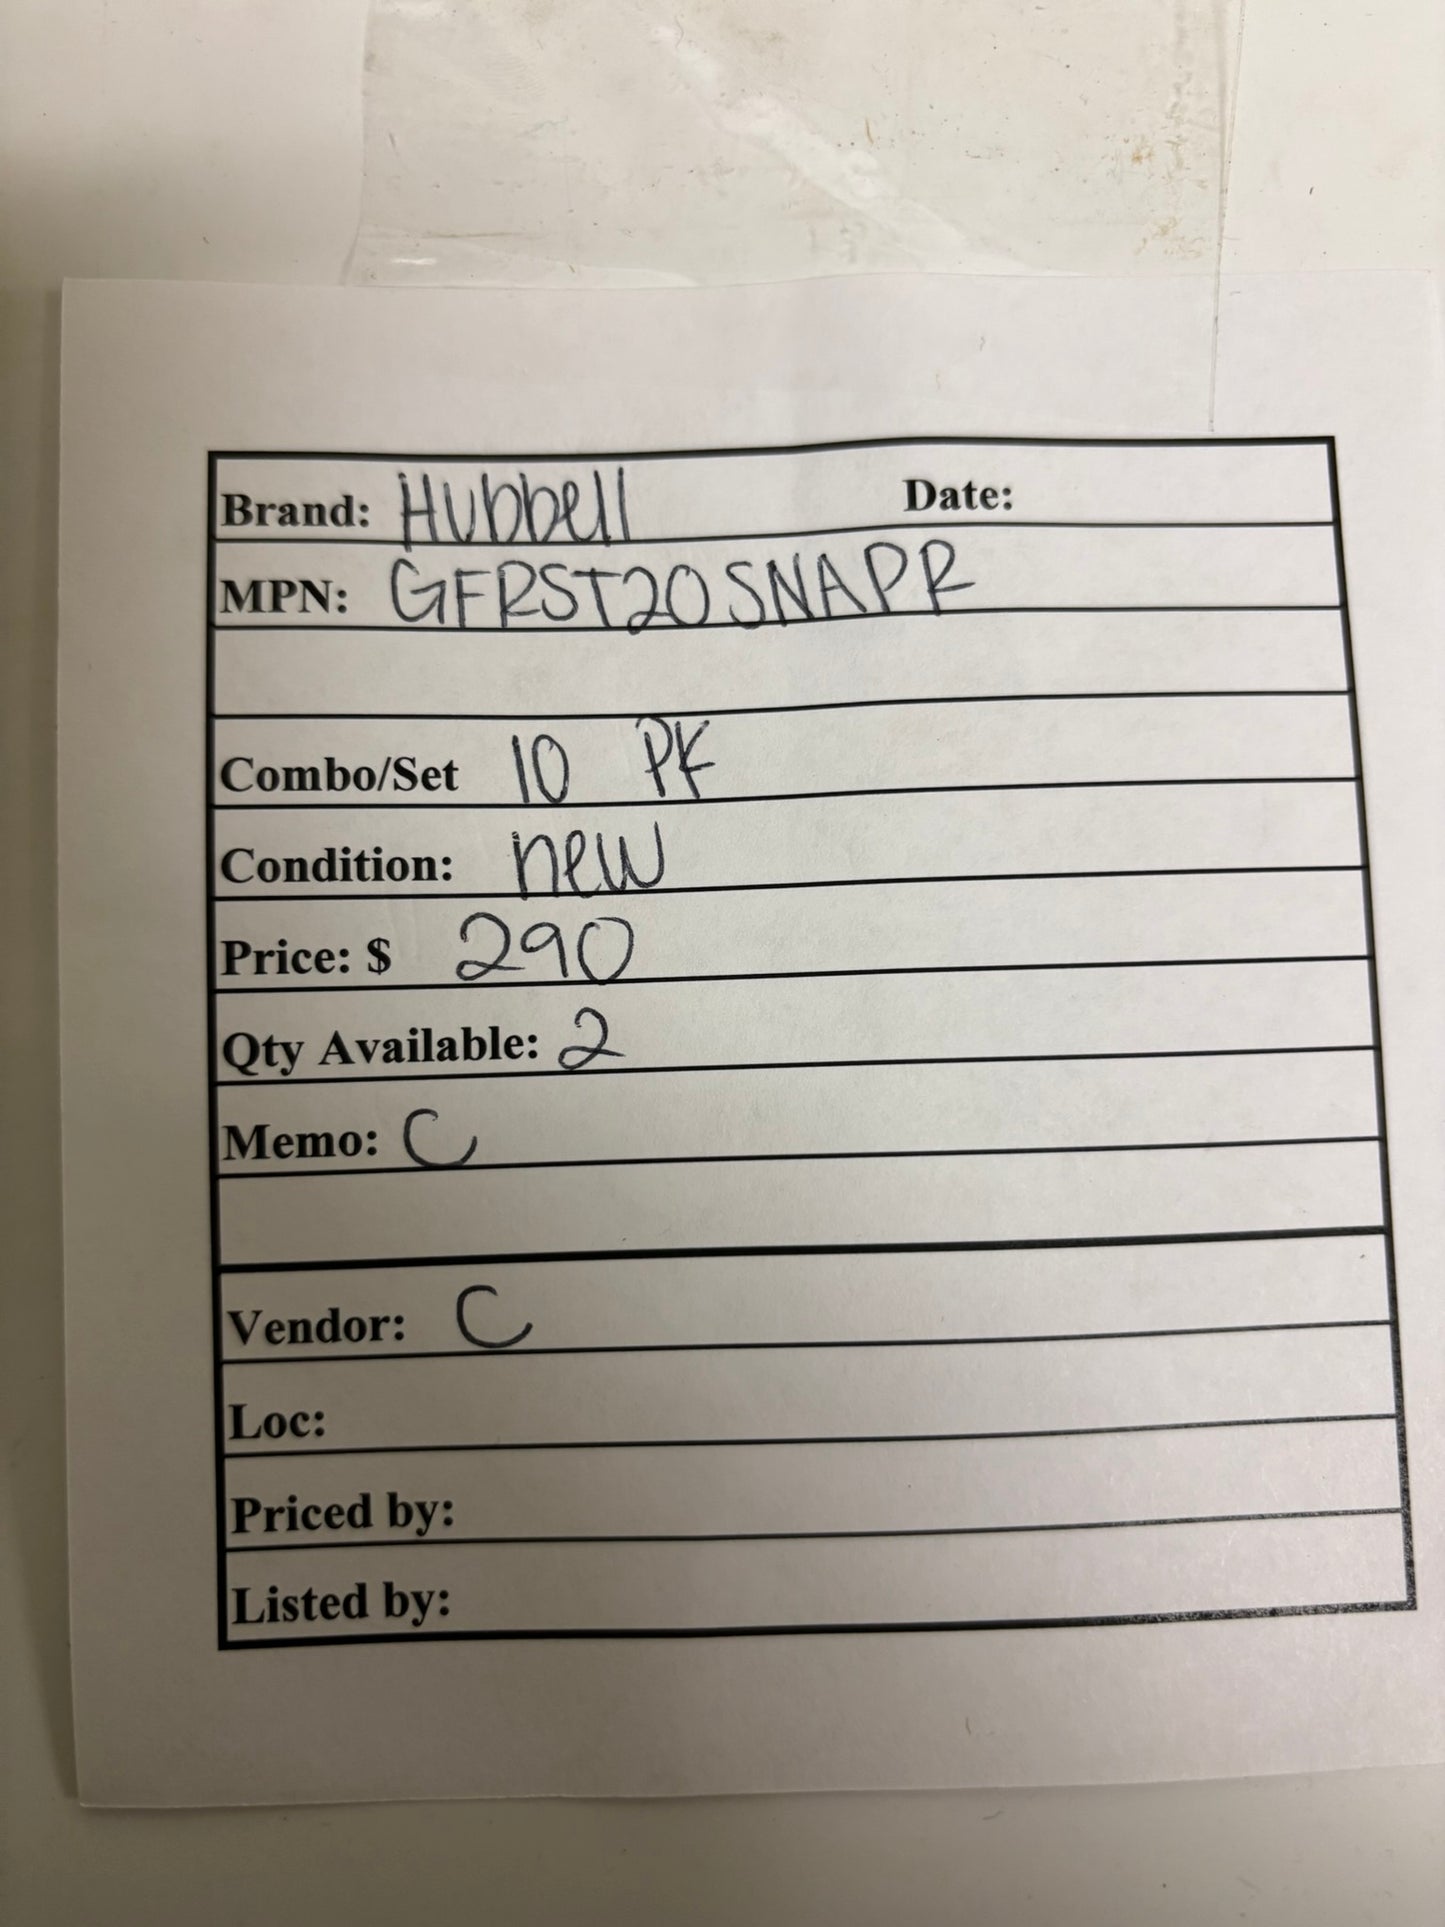 Brand: Hubbell Date:
MPN: GFRST20SNAPR
Combo/Set 10 PK
Condition: new
Price: $ 290
Qty Available: 2
Memo: C
Vendor: C
Loc:
Priced by:
Listed by: